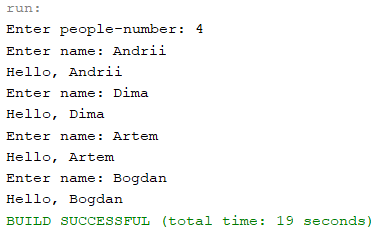 run:
Enter people-number: 4
Enter name: Andrii
Hello, Andrii
Enter name: Dima
Hello, Dima
Enter name: Artem
Hello, Artem
Enter name: Bogdan
Hello, Bogdan
BUILD SUCCESSFUL (total time: 19 seconds)